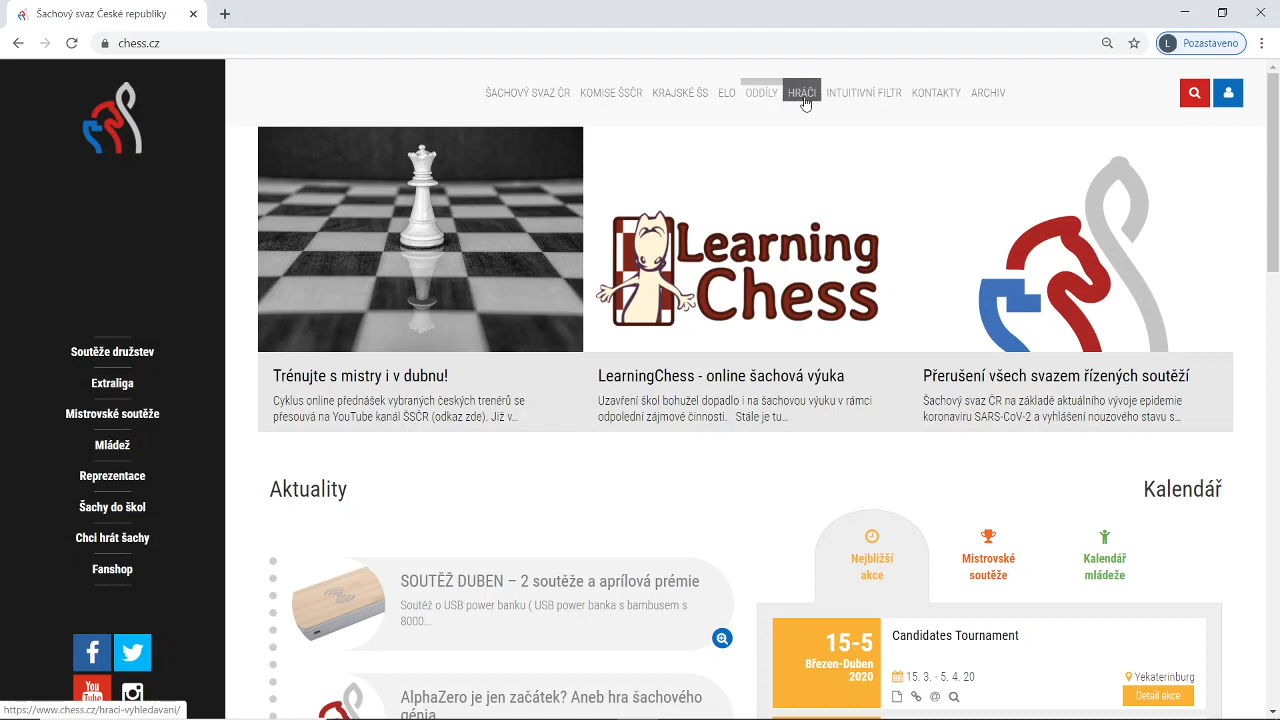 Šachový svaz České republiky
chess.cz
L Pozastaveno
ŠACHOVÝ SVAZ ČR KOMISE ŠSČR KRAJSKÉ ŠS ELO ODDÍLY HRÁČI INTUITIVNÍ FILTR KONTAKTY ARCHIV
Learning
Chess
Trénujte s mistry i v dubnu!
Cyklus online přednášek vybraných českých trenérů se
přesouvá na YouTube kanál ŠSČR (odkaz zde). Již v...
LearningChess - online šachová výuka
Uzavření škol bohužel dopadlo i na šachovou výuku v rámci
odpolední zájmové činnosti. Stále je tu...
Přerušení všech svazem řízených soutěží
Šachový svaz ČR na základě aktuálního vývoje epidemie
koronaviru SARS-CoV-2 a vyhlášení nouzového stavu s...
Soutěže družstev
Extraliga
Mistrovské soutěže
Mládež
Reprezentace
Šachy do škol
Chci hrát šachy
Fanshop
You
Tube
Aktuality
SOUTĚŽ DUBEN – 2 soutěže a aprílová prémie
Soutěž o USB power banku ( USB power banka s bambusem s
8000...
AlphaZero je jen začátek? Aneb hra šachového
génia
Kalendář
Nejbližší
akce
Mistrovské
soutěže
Kalendář
mládeže
15-5
Březen-Duben
2020
Candidates Tournament
15. 3. - 5. 4. 20
Yekaterinburg
Detail akce
https://www.chess.cz/hraci-vyhledavani/